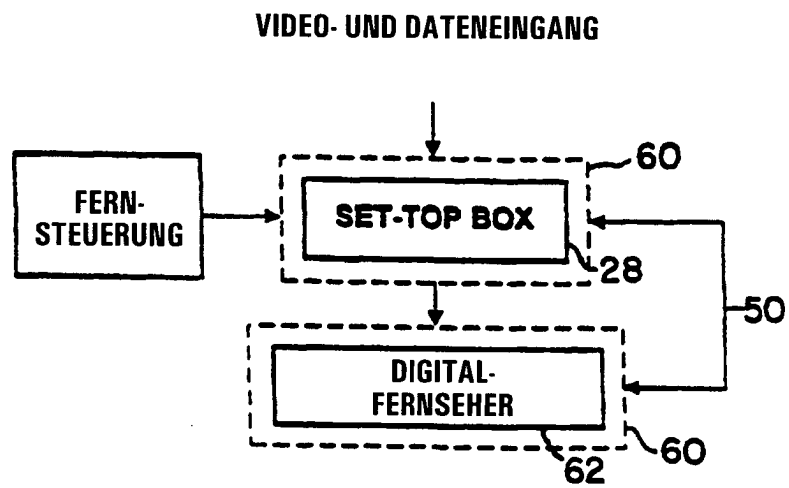 VIDEO- UND DATENEINGANG
60
FERN-
STEUERUNG
SET-TOP BOX
28
50
DIGITAL-
FERNSEHER
60
62